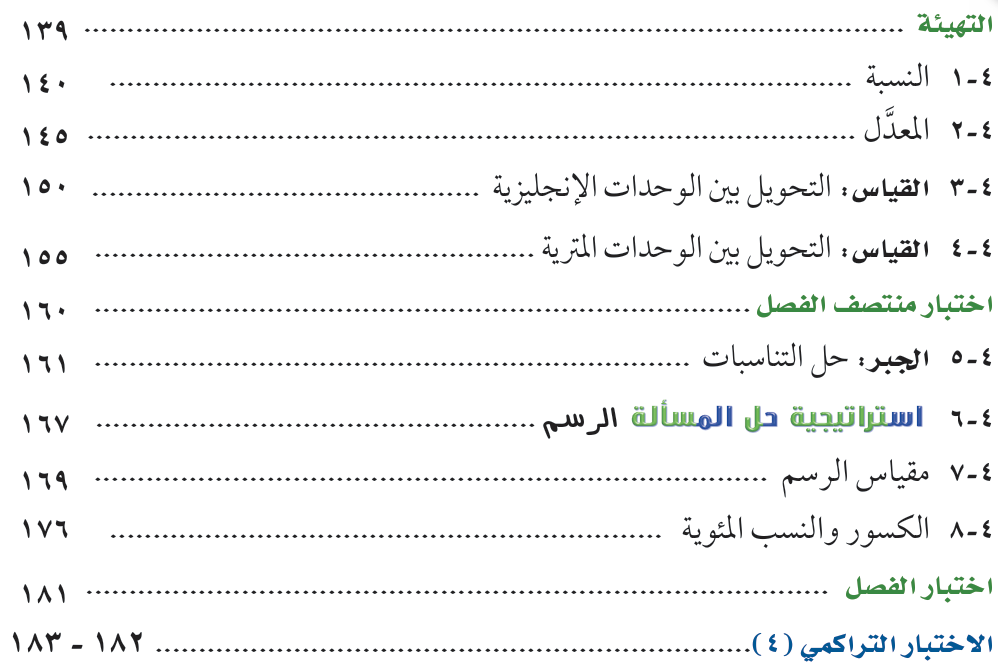 التهيئة ................................................ ١٣٩
٤-١ النسبة ................................................ ١٤٠
٤-٢ المعدَّل ................................................ ١٤٥
٤-٣ القياس: التحويل بين الوحدات الإنجليزية ................................................ ١٥٠
٤-٤ القياس: التحويل بين الوحدات المترية ................................................ ١٥٥
اختبار منتصف الفصل ................................................ ١٦٠
٤-٥ الجبر: حل التناسبات ................................................ ١٦١
٤-٦ استراتيجية حل المسألة الرسم ................................................ ١٦٧
٤-٧ مقياس الرسم ................................................ ١٦٩
٤-٨ الكسور والنسب المئوية ................................................ ١٧٦
اختبار الفصل ................................................ ١٨١
الاختبار التراكمي (٤) ................................................ ١٨٢ - ١٨٣